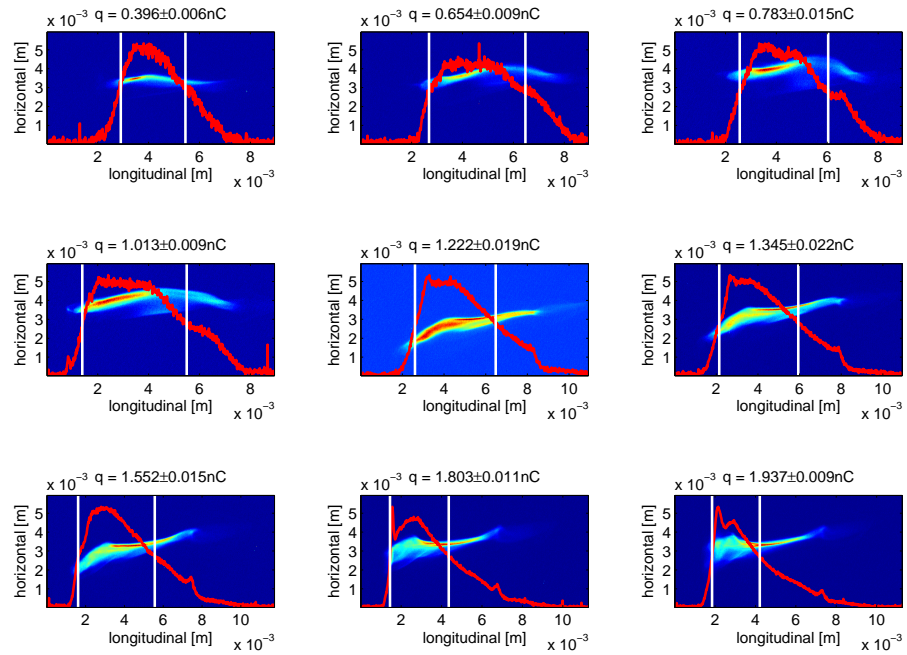 x 10⁻³ q = 0.396±0.006nC
horizontal [m]
5
4
3
2
1
2 4 6 8
longitudinal [m]
x 10⁻³
x 10⁻³ q = 0.654±0.009nC
horizontal [m]
5
4
3
2
1
2 4 6 8
longitudinal [m]
x 10⁻³
x 10⁻³ q = 0.783±0.015nC
horizontal [m]
5
4
3
2
1
2 4 6 8
longitudinal [m]
x 10⁻³
x 10⁻³ q = 1.013±0.009nC
horizontal [m]
5
4
3
2
1
2 4 6 8
longitudinal [m]
x 10⁻³
x 10⁻³ q = 1.222±0.019nC
horizontal [m]
5
4
3
2
1
2 4 6 8 10
longitudinal [m]
x 10⁻³
x 10⁻³ q = 1.345±0.022nC
horizontal [m]
5
4
3
2
1
2 4 6 8 10
longitudinal [m]
x 10⁻³
x 10⁻³ q = 1.552±0.015nC
horizontal [m]
5
4
3
2
1
2 4 6 8 10
longitudinal [m]
x 10⁻³
x 10⁻³ q = 1.803±0.011nC
horizontal [m]
5
4
3
2
1
2 4 6 8 10
longitudinal [m]
x 10⁻³
x 10⁻³ q = 1.937±0.009nC
horizontal [m]
5
4
3
2
1
2 4 6 8 10
longitudinal [m]
x 10⁻³